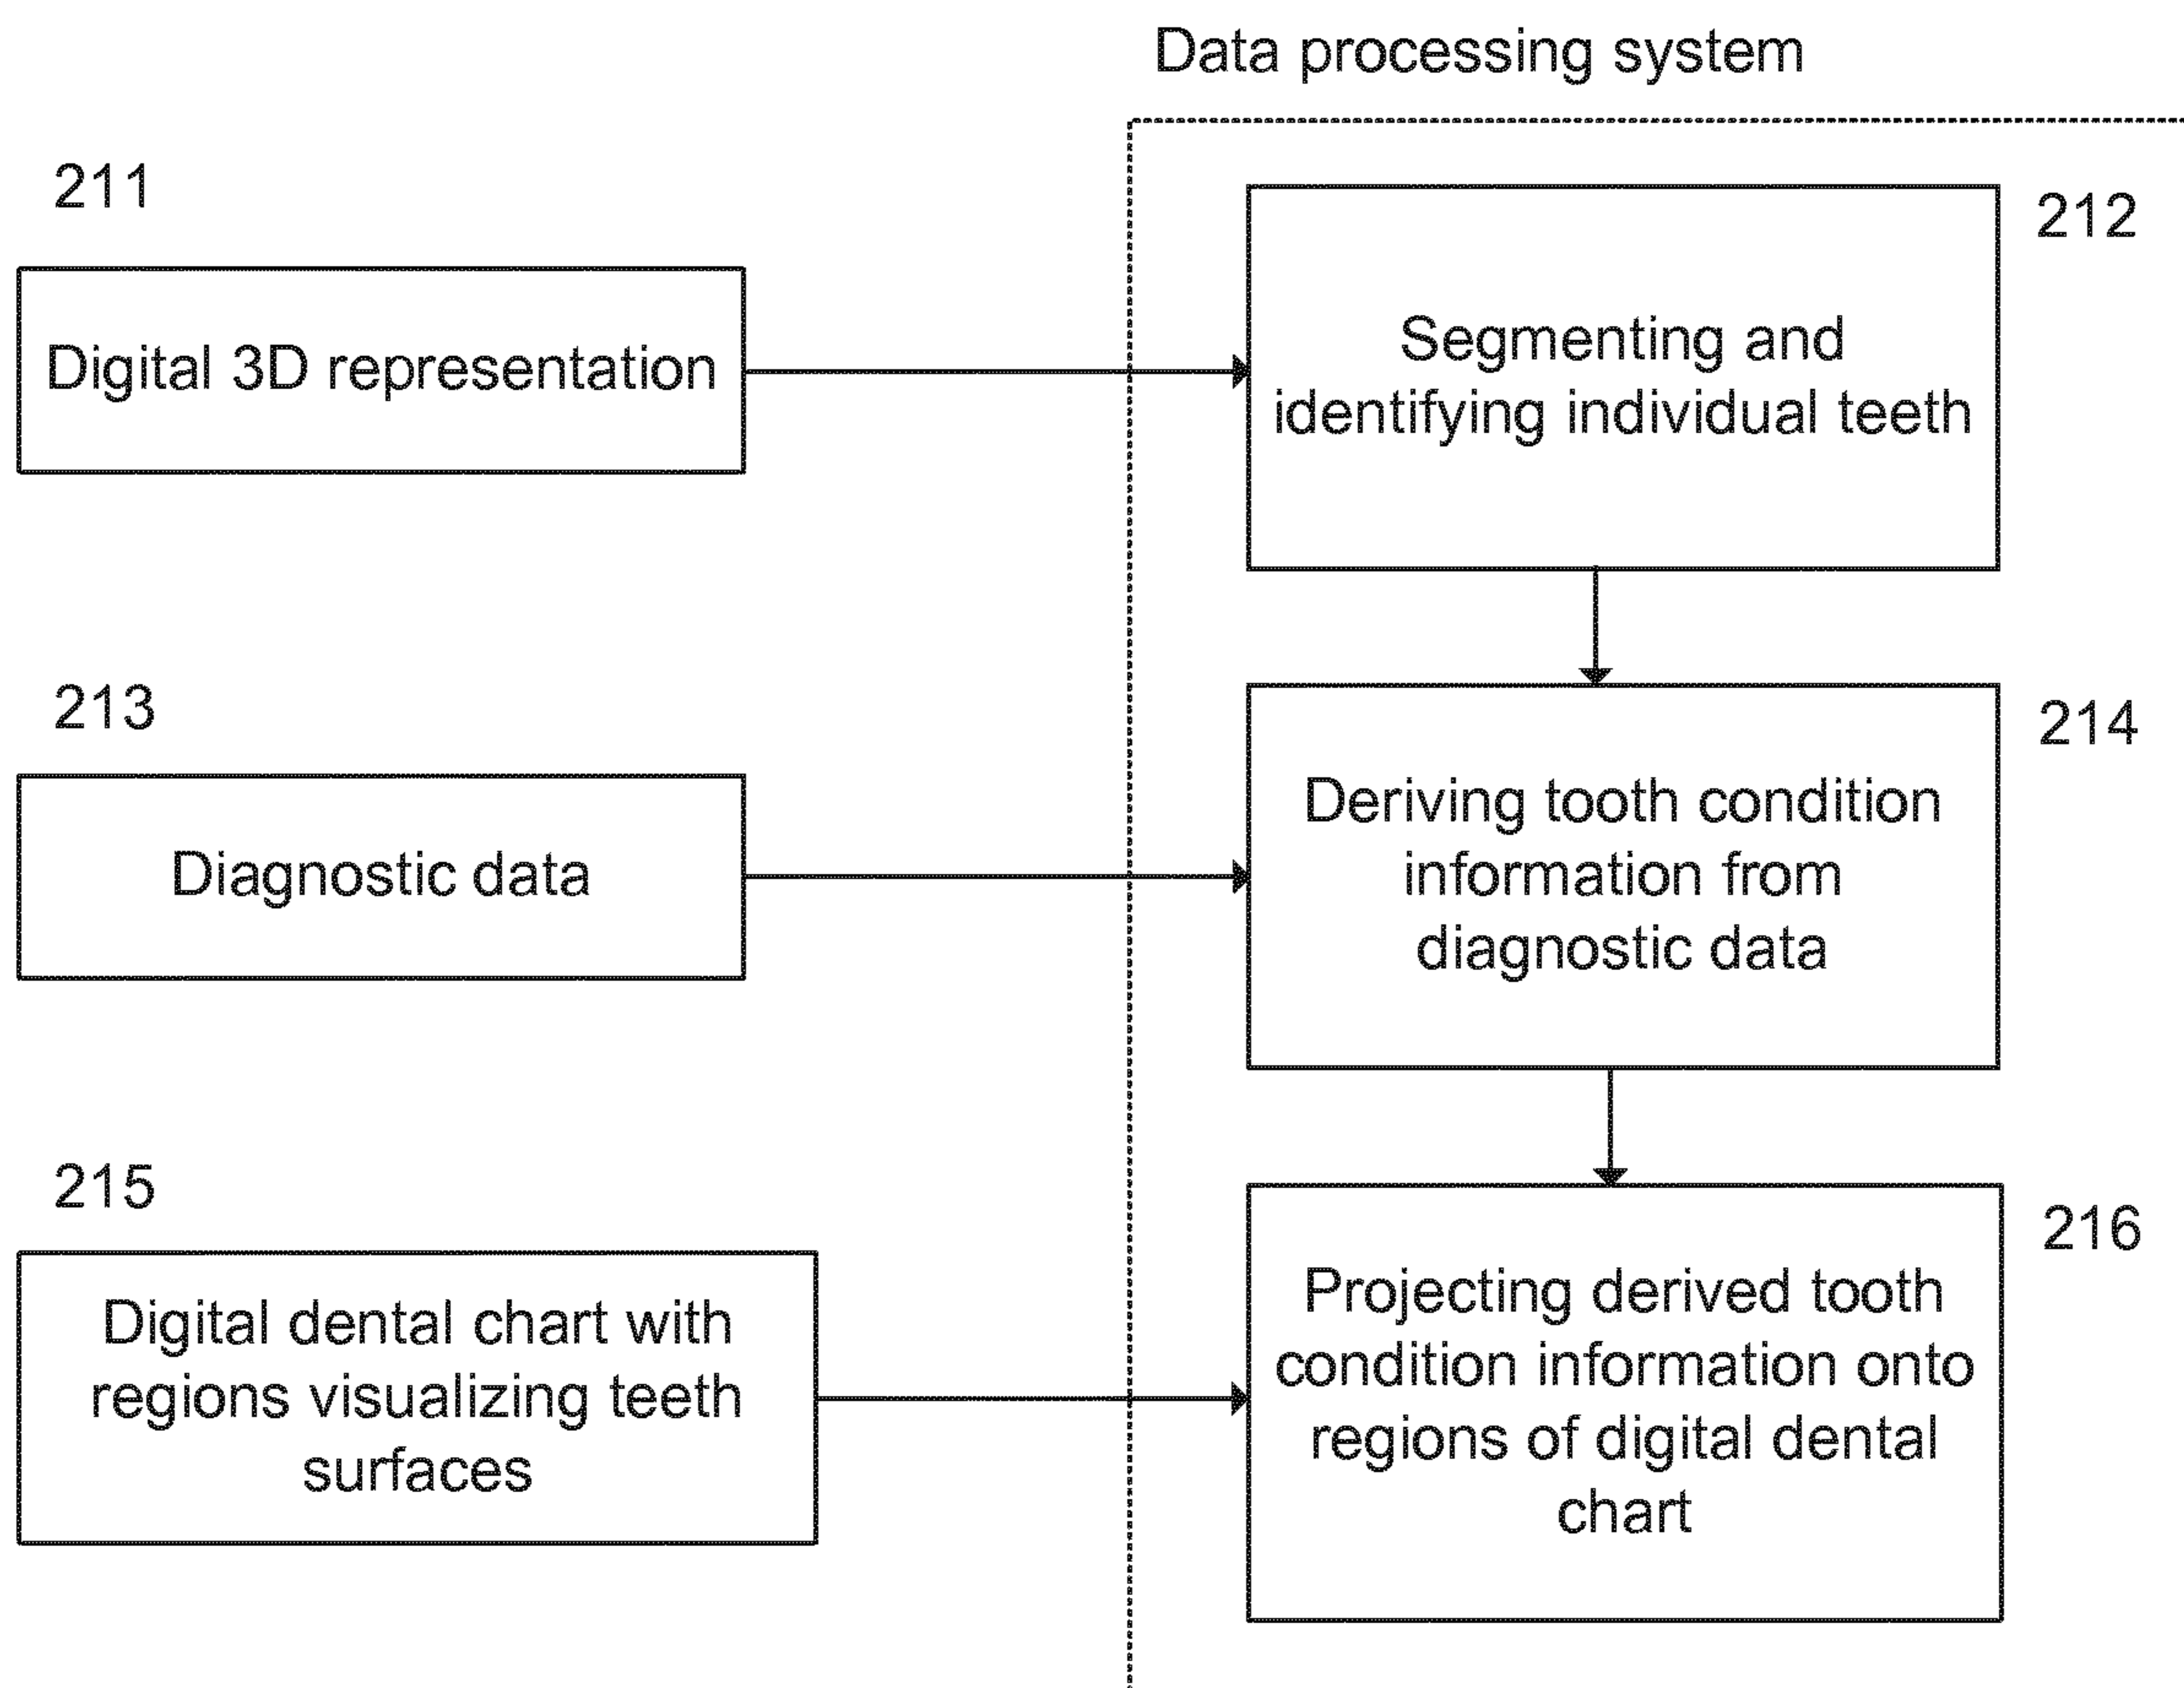 Data processing system
211
Digital 3D representation
212
Segmenting and
identifying individual teeth
213
Diagnostic data
214
Deriving tooth condition
information from
diagnostic data
215
Digital dental chart with
regions visualizing teeth
surfaces
216
Projecting derived tooth
condition information onto
regions of digital dental
chart